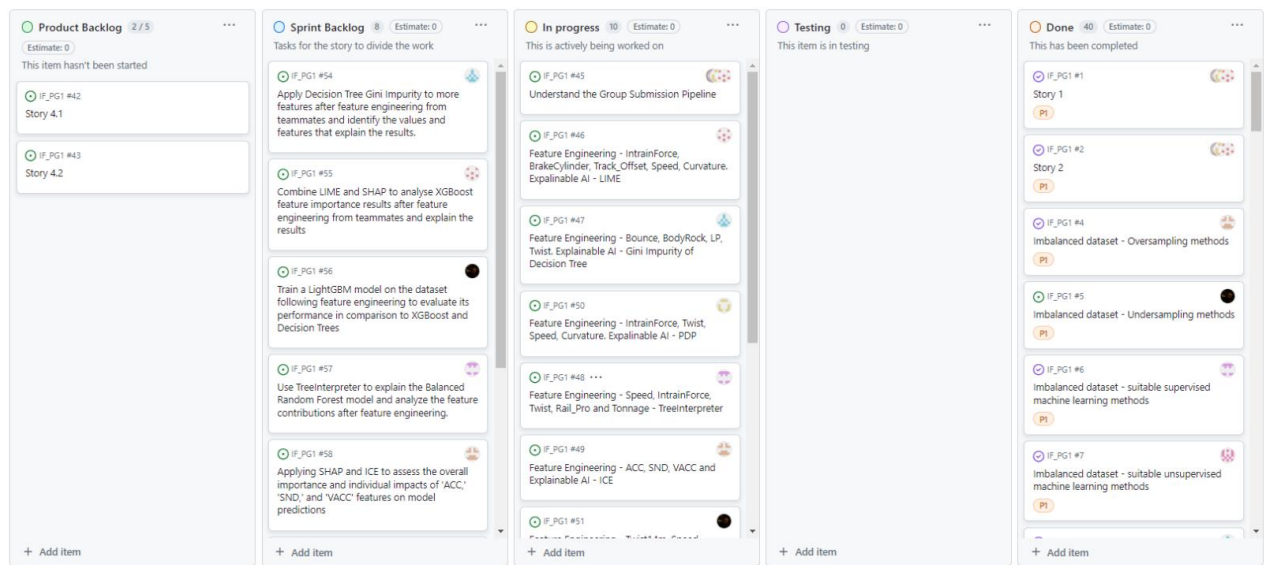 Product Backlog 2 / 5 ···
Estimate: 0
This item hasn't been started
IF_PG1 #42
Story 4.1
IF_PG1 #43
Story 4.2
+ Add item
Sprint Backlog 8 Estimate: 0 ···
Tasks for the story to divide the work
IF_PG1 #54
Apply Decision Tree Gini Impurity to more
features after feature engineering from
teammates and identify the values and
features that explain the results.
IF_PG1 #55
Combine LIME and SHAP to analyse XGBoost
feature importance results after feature
engineering from teammates and explain the
results
IF_PG1 #56
Train a LightGBM model on the dataset
following feature engineering to evaluate its
performance in comparison to XGBoost and
Decision Trees
IF_PG1 #57
Use TreeInterpreter to explain the Balanced
Random Forest model and analyze the feature
contributions after feature engineering.
IF_PG1 #58
Applying SHAP and ICE to assess the overall
importance and individual impacts of 'ACC,'
'SND,' and 'VACC' features on model
predictions
+ Add item
In progress 10 Estimate: 0 ···
This is actively being worked on
IF_PG1 #45
Understand the Group Submission Pipeline
IF_PG1 #46
Feature Engineering - IntrainForce,
BrakeCylinder, Track_Offset, Speed, Curvature.
Expalinable AI - LIME
IF_PG1 #47
Feature Engineering - Bounce, BodyRock, LP,
Twist. Explainable AI - Gini Impurity of
Decision Tree
IF_PG1 #50
Feature Engineering - IntrainForce, Twist,
Speed, Curvature. Expalinable AI - PDP
IF_PG1 #48 ···
Feature Engineering - Speed, IntrainForce,
Twist, Rail_Pro and Tonnage - TreeInterpreter
IF_PG1 #49
Feature Engineering - ACC, SND, VACC and
Explainable AI - ICE
IF_PG1 #51
+ Add item
Testing 0 Estimate: 0 ···
This item is in testing
+ Add item
Done 40 Estimate: 0 ···
This has been completed
IF_PG1 #1
Story 1
P1
IF_PG1 #2
Story 2
P1
IF_PG1 #4
Imbalanced dataset - Oversampling methods
P1
IF_PG1 #5
Imbalanced dataset - Undersampling methods
P1
IF_PG1 #6
Imbalanced dataset - suitable supervised
machine learning methods
P1
IF_PG1 #7
Imbalanced dataset - suitable unsupervised
machine learning methods
P1
+ Add item